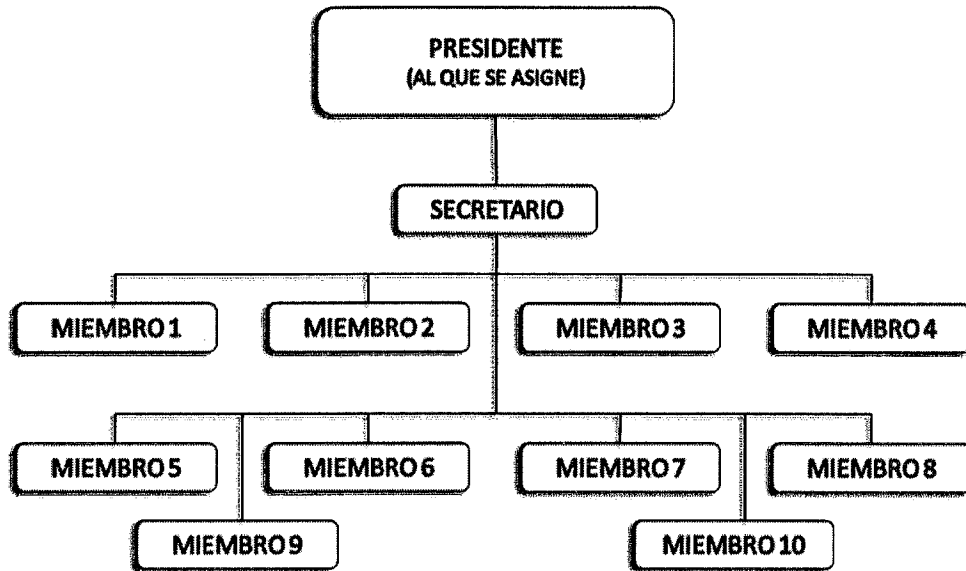 PRESIDENTE
(AL QUE SE ASIGNE)
SECRETARIO
MIEMBRO 1
MIEMBRO 2
MIEMBRO 3
MIEMBRO 4
MIEMBRO 5
MIEMBRO 6
MIEMBRO 7
MIEMBRO 8
MIEMBRO 9
MIEMBRO 10